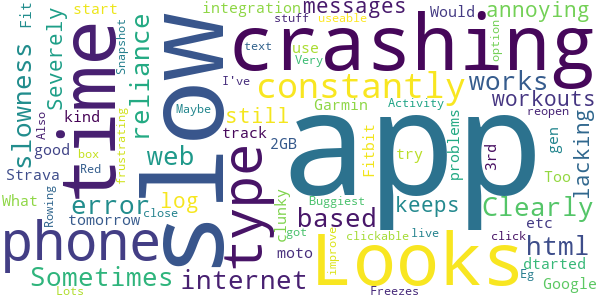 start
integration
messages
annoying
Fit
Severely
stuff
useable
Would
Very
text
use
option
Snapshot
time
slow
crashing
slowness
reliance
I've
constantly
works
Garmin
Activity
workouts
Maybe
still
reopen
Also
kind
frustrating
track
2GB
Fitbit
try
problems
3rd
gen
lacking
good
box
web
Strava
Red
type
app
Too
What
Rowing
error
log
close
tomorrow
clunky
Buggiest
based
keeps
Clearly
phone
got
clickable
live
click
etc
moto
improve
Looks
html
dtarted
Sometimes
internet
Eg
Google
Lots
Freezes